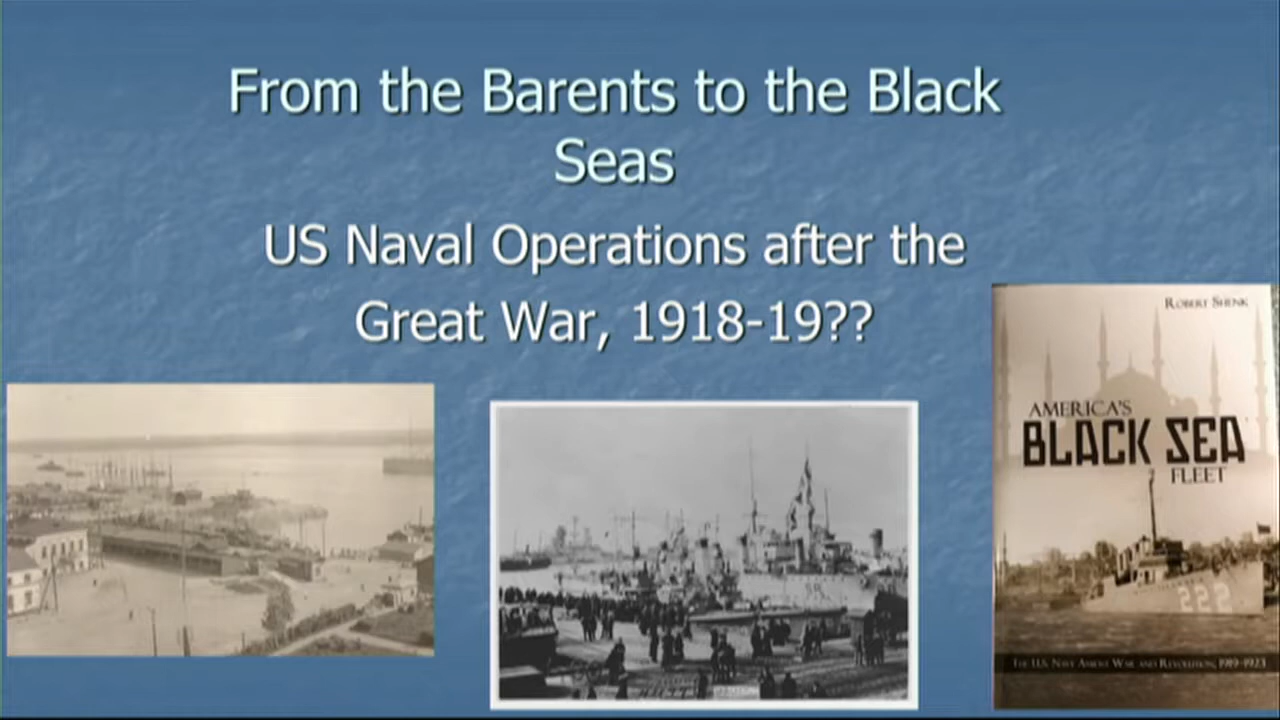 From the Barents to the Black
Seas
US Naval Operations after the
Great War, 1918-19??
ROBERT SHENK
AMERICA'S
BLACK SEA
FLEET
222
THE U.S. NAVY AMIDST WAR AND REVOLUTION, 1919-1923